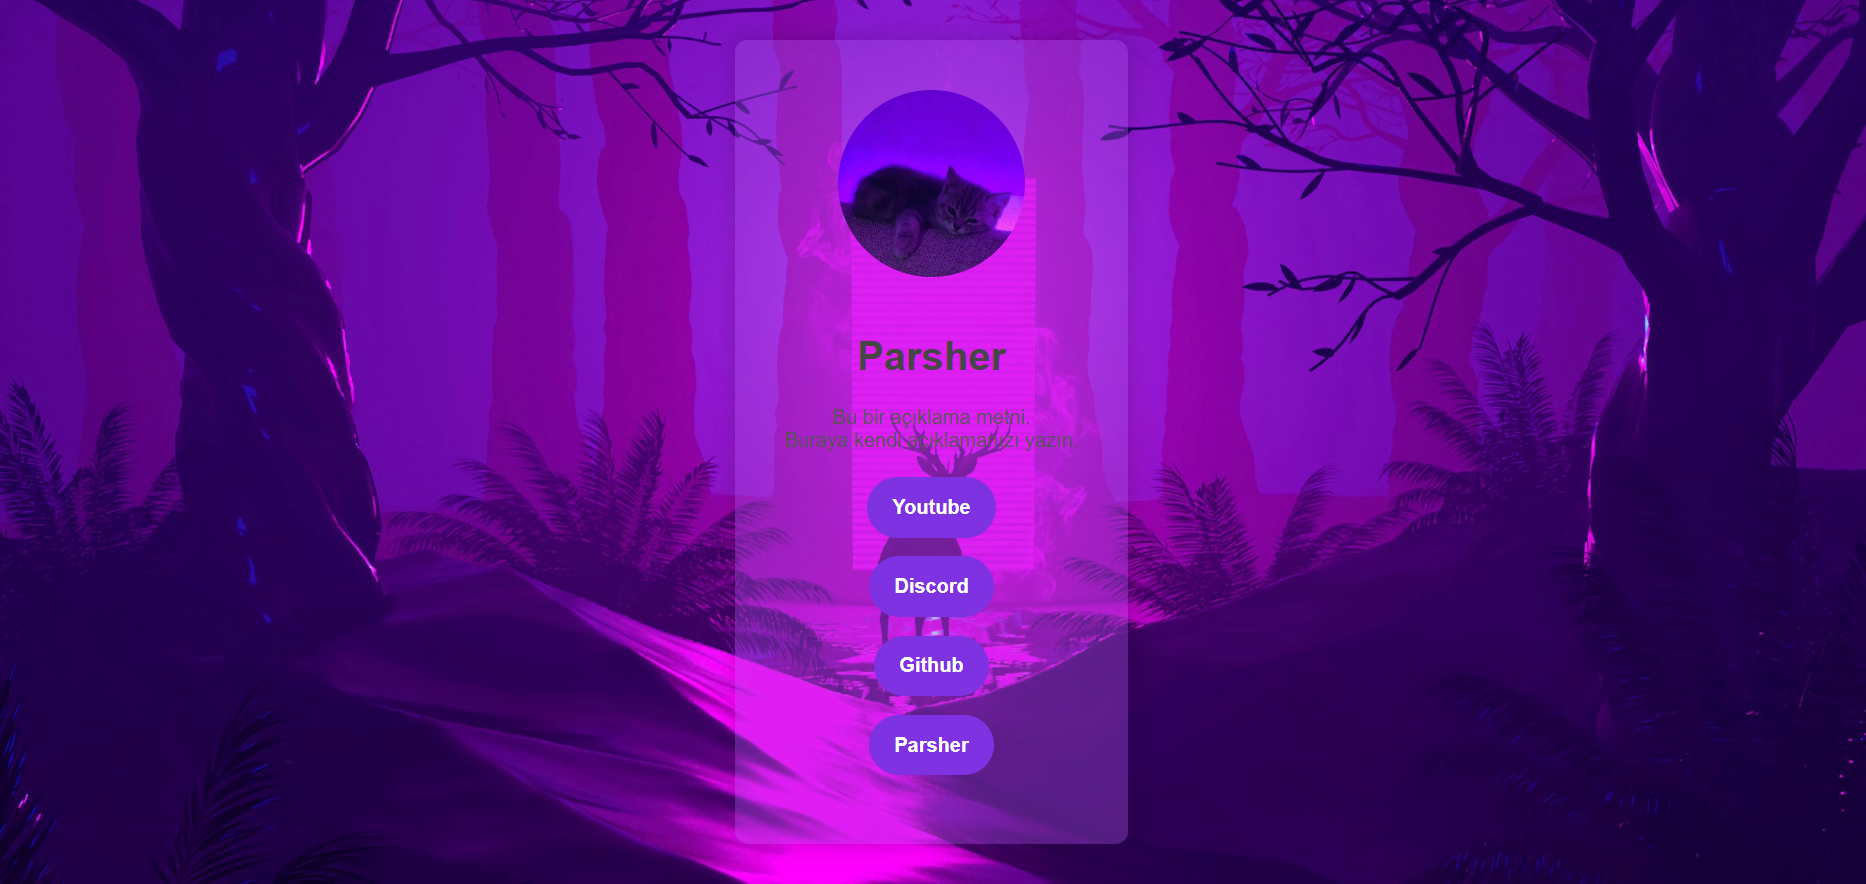 Parsher
Bu bir açıklama metni.
Buraya kendi açıklamanızı yazın.
Youtube
Discord
Github
Parsher